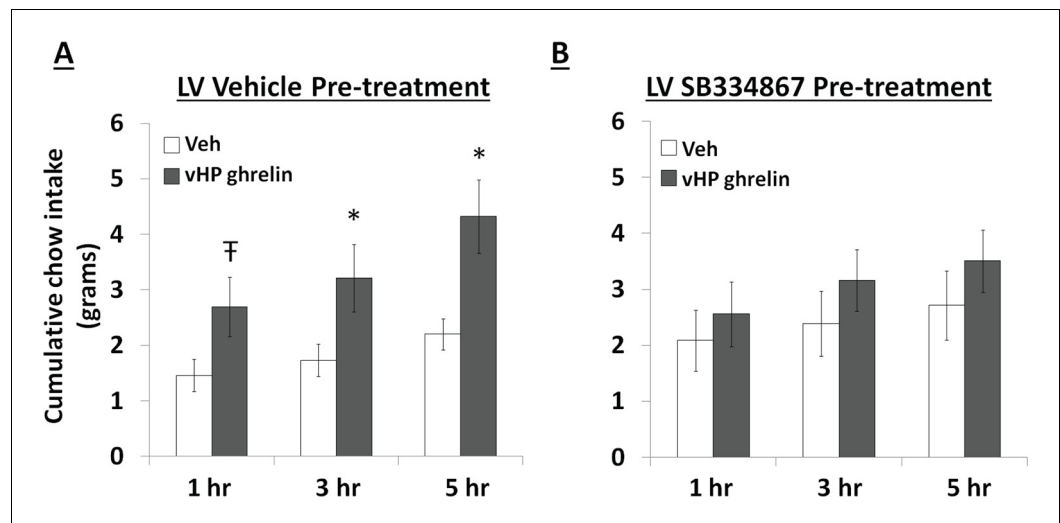 A
LV Vehicle Pre-treatment
Cumulative chow intake
(grams)
6
5
4
3
2
1
0
Veh
vHP ghrelin
Ŧ
*
*
1 hr
3 hr
5 hr
B
LV SB334867 Pre-treatment
6
5
4
3
2
1
0
Veh
vHP ghrelin
1 hr
3 hr
5 hr